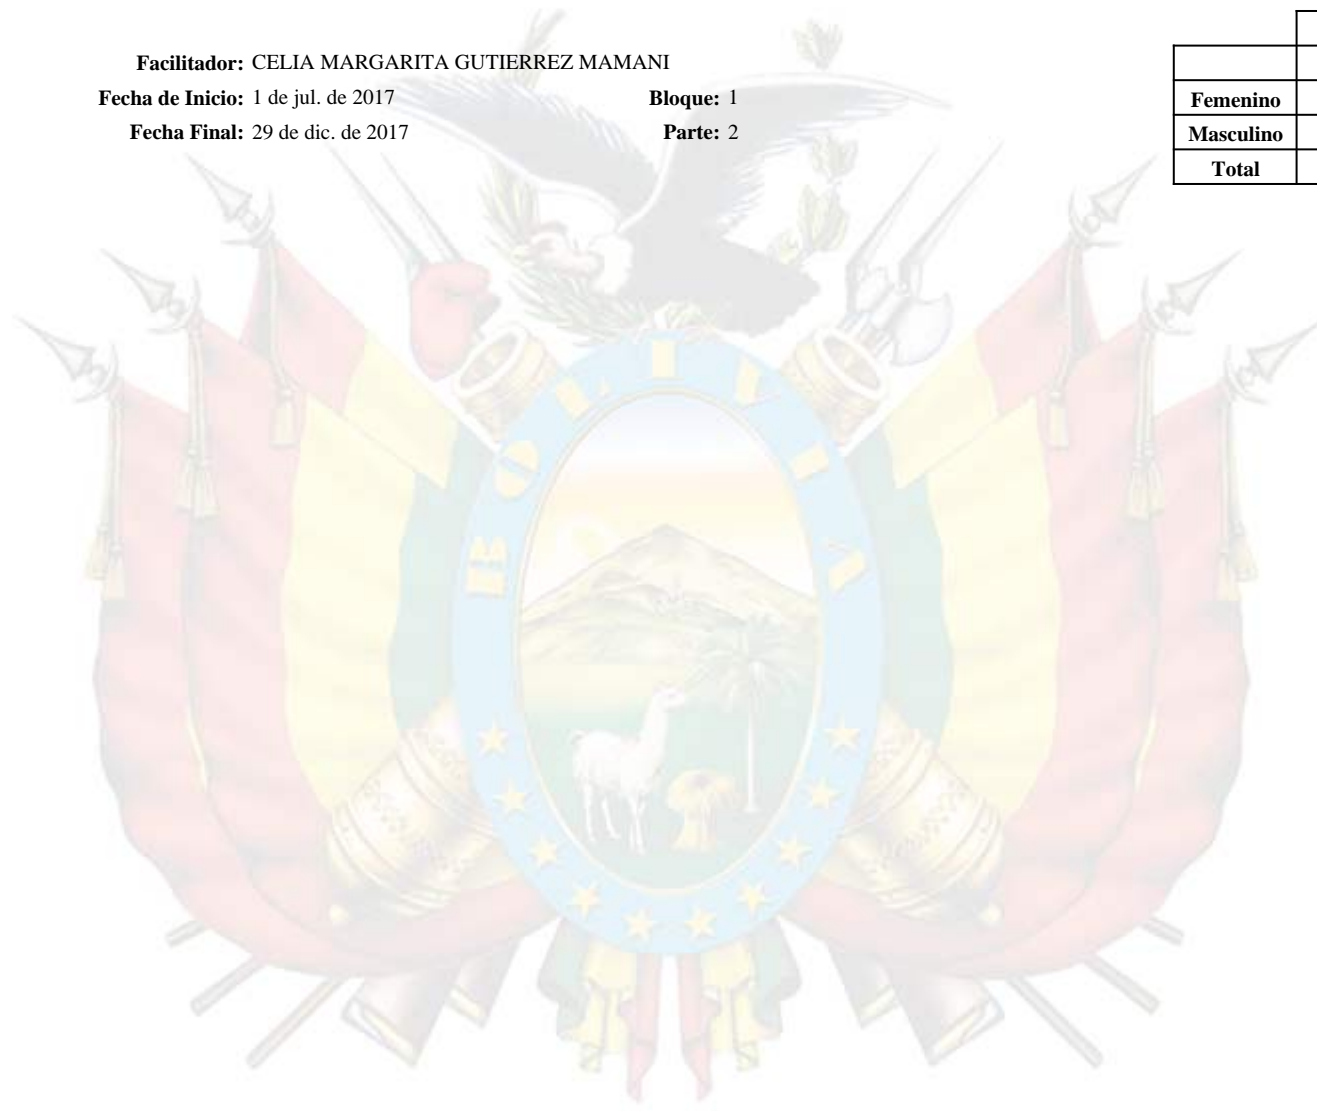 Facilitador: CELIA MARGARITA GUTIERREZ MAMANI
Fecha de Inicio: 1 de jul. de 2017 Bloque: 1
Fecha Final: 29 de dic. de 2017 Parte: 2
Femenino
Masculino
Total
BOLIVIA